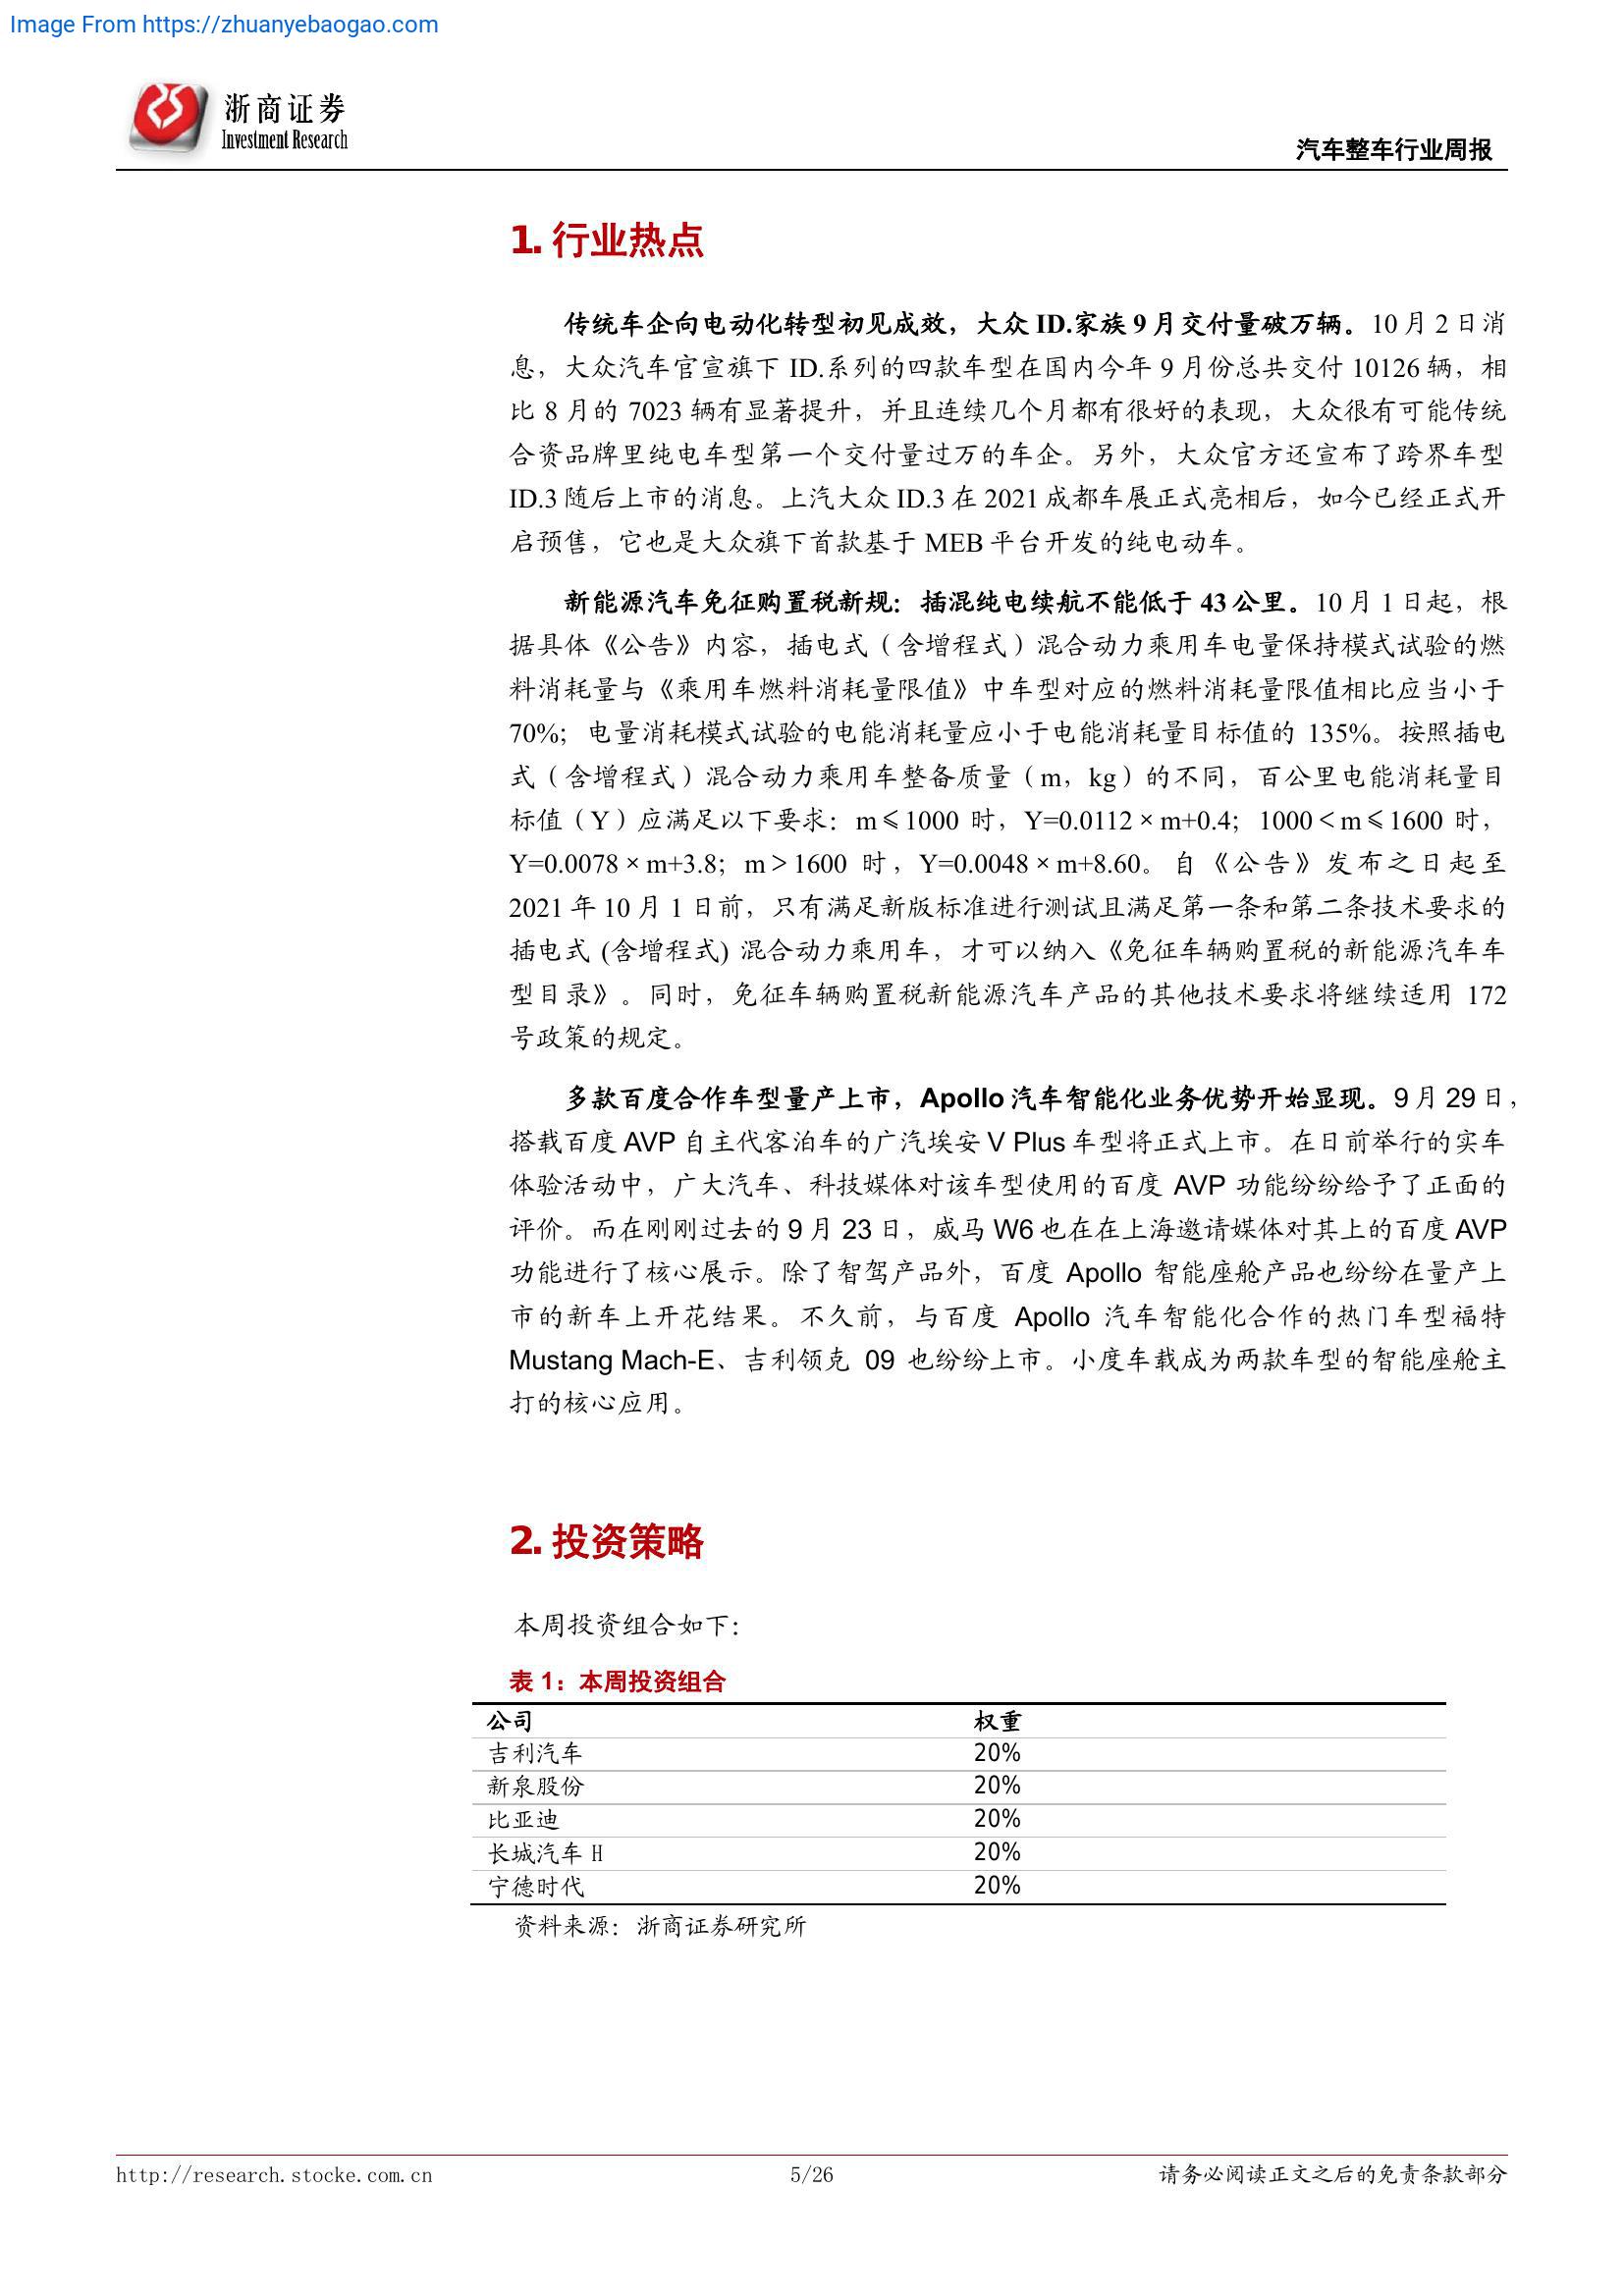 Image From https://zhuanyebaogao.com
浙商证券
Investment Research
汽车整车行业周报
1. 行业热点
传统车企向电动化转型初见成效，大众 ID.家族 9 月交付量破万辆。10 月 2 日消
息，大众汽车官宣旗下 ID.系列的四款车型在国内今年 9 月份总共交付 10126 辆，相
比 8 月的 7023 辆有显著提升，并且连续几个月都有很好的表现，大众很有可能传统
合资品牌里纯电车型第一个交付量过万的车企。另外，大众官方还宣布了跨界车型
ID.3 随后上市的消息。上汽大众 ID.3 在 2021 成都车展正式亮相后，如今已经正式开
启预售，它也是大众旗下首款基于 MEB 平台开发的纯电动车。
新能源汽车免征购置税新规：插混纯电续航不能低于 43 公里。10 月 1 日起，根
据具体《公告》内容，插电式（含增程式）混合动力乘用车电量保持模式试验的燃
料消耗量与《乘用车燃料消耗量限值》中车型对应的燃料消耗量限值相比应当小于
70%；电量消耗模式试验的电能消耗量应小于电能消耗量目标值的 135%。按照插电
式（含增程式）混合动力乘用车整备质量（m，kg）的不同，百公里电能消耗量目
标值（Y）应满足以下要求：m≤1000 时，Y=0.0112×m+0.4；1000＜m≤1600 时，
Y=0.0078×m+3.8；m＞1600 时，Y=0.0048×m+8.60。自《公告》发布之日起至
2021 年 10 月 1 日前，只有满足新版标准进行测试且满足第一条和第二条技术要求的
插电式 (含增程式) 混合动力乘用车，才可以纳入《免征车辆购置税的新能源汽车车
型目录》。同时，免征车辆购置税新能源汽车产品的其他技术要求将继续适用 172
号政策的规定。
多款百度合作车型量产上市，Apollo 汽车智能化业务优势开始显现。9 月 29 日，
搭载百度 AVP 自主代客泊车的广汽埃安 V Plus 车型将正式上市。在日前举行的实车
体验活动中，广大汽车、科技媒体对该车型使用的百度 AVP 功能纷纷给予了正面的
评价。而在刚刚过去的 9 月 23 日，威马 W6 也在在上海邀请媒体对其上的百度 AVP
功能进行了核心展示。除了智驾产品外，百度 Apollo 智能座舱产品也纷纷在量产上
市的新车上开花结果。不久前，与百度 Apollo 汽车智能化合作的热门车型福特
Mustang Mach-E、吉利领克 09 也纷纷上市。小度车载成为两款车型的智能座舱主
打的核心应用。
2. 投资策略
本周投资组合如下：
表 1：本周投资组合
公司 权重
吉利汽车 20%
新泉股份 20%
比亚迪 20%
长城汽车 H 20%
宁德时代 20%
资料来源：浙商证券研究所
http://research.stocke.com.cn 5/26 请务必阅读正文之后的免责条款部分